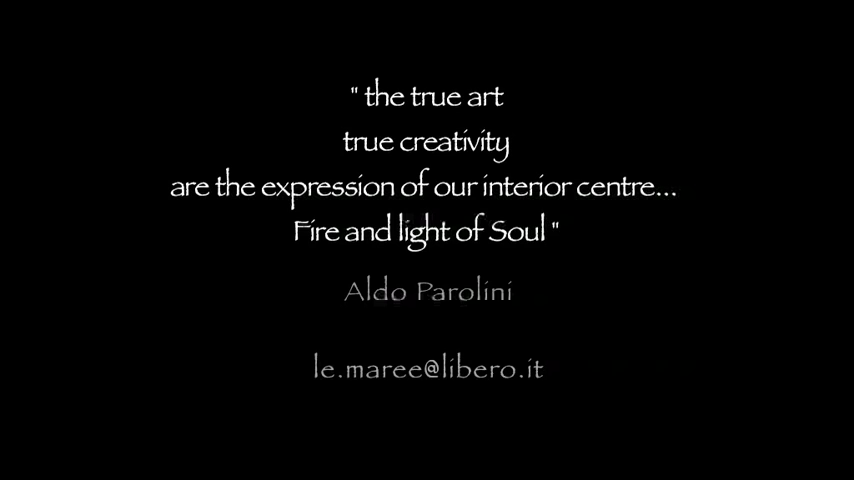 " the true art
true creativity
are the expression of our interior centre...
Fire and light of Soul "
Aldo Parolini
le.maree@libero.it